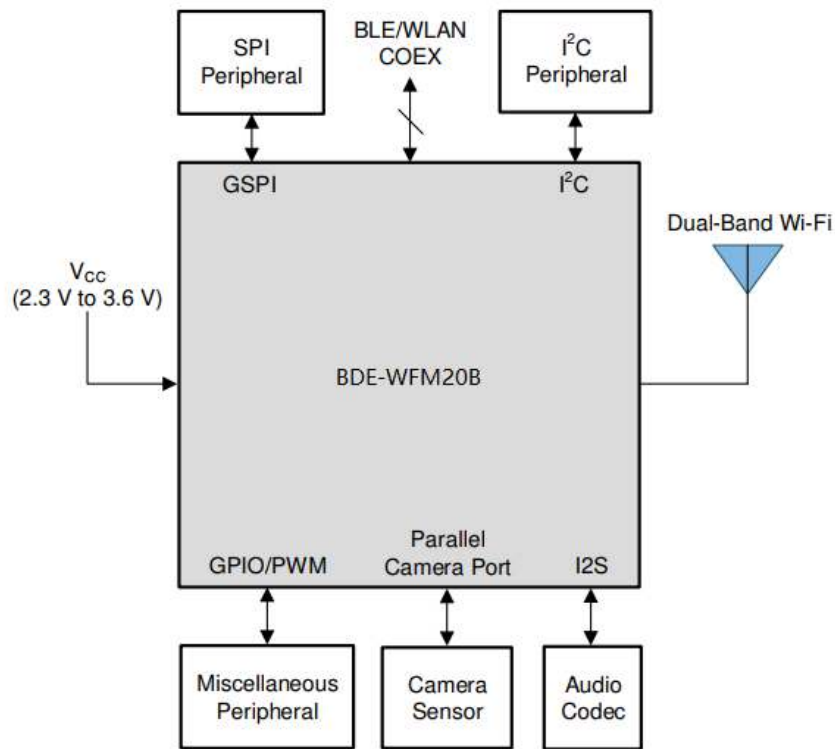 SPI
Peripheral
BLE/WLAN
COEX
I²C
Peripheral
GSPI
I²C
Dual-Band Wi-Fi
V_CC
(2.3 V to 3.6 V)
BDE-WFM20B
GPIO/PWM
Parallel
Camera Port
I2S
Miscellaneous
Peripheral
Camera
Sensor
Audio
Codec